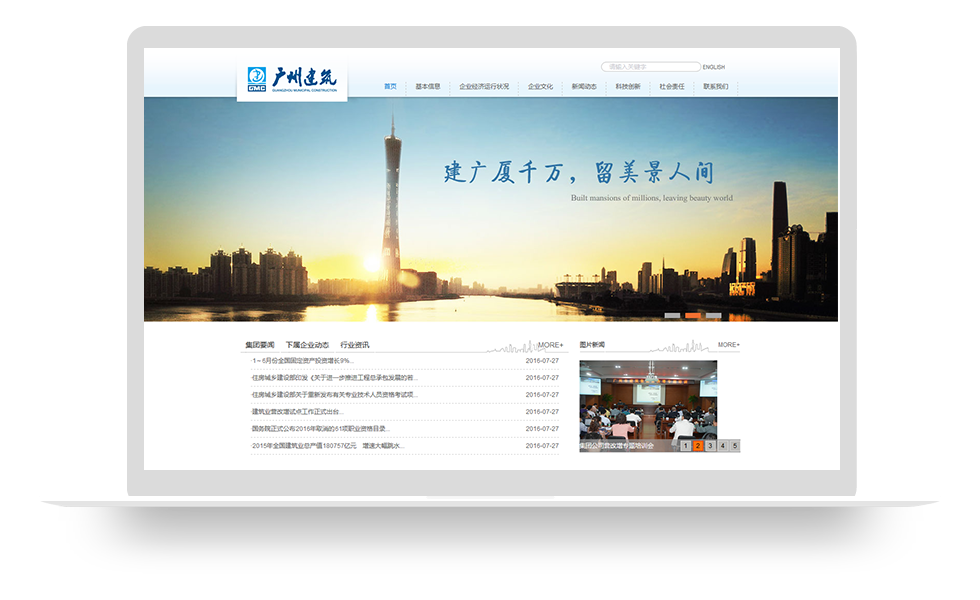 请输入关键字 ENGLISH
GMC 广州建筑
GUANGZHOU MUNICIPAL CONSTRUCTION
首页 基本信息 企业经济运行状况 企业文化 新闻动态 科技创新 社会责任 联系我们
建广厦千万，留美景人间
Built mansions of millions, leaving beauty world
集团要闻 下属企业动态 行业资讯 MORE+
·1－6月份全国固定资产投资增长9%... 2016-07-27
·住房城乡建设部印发《关于进一步推进工程总承包发展的若... 2016-07-27
·住房城乡建设部关于重新发布有关专业技术人员资格考试项... 2016-07-27
·建筑业营改增试点工作正式出台... 2016-07-27
·国务院正式公布2016年取消的61项职业资格目录... 2016-07-27
·2015年全国建筑业总产值180757亿元 增速大幅跳水... 2016-07-27
图片新闻 MORE+
集团公司营改增专题培训会 1 2 3 4 5